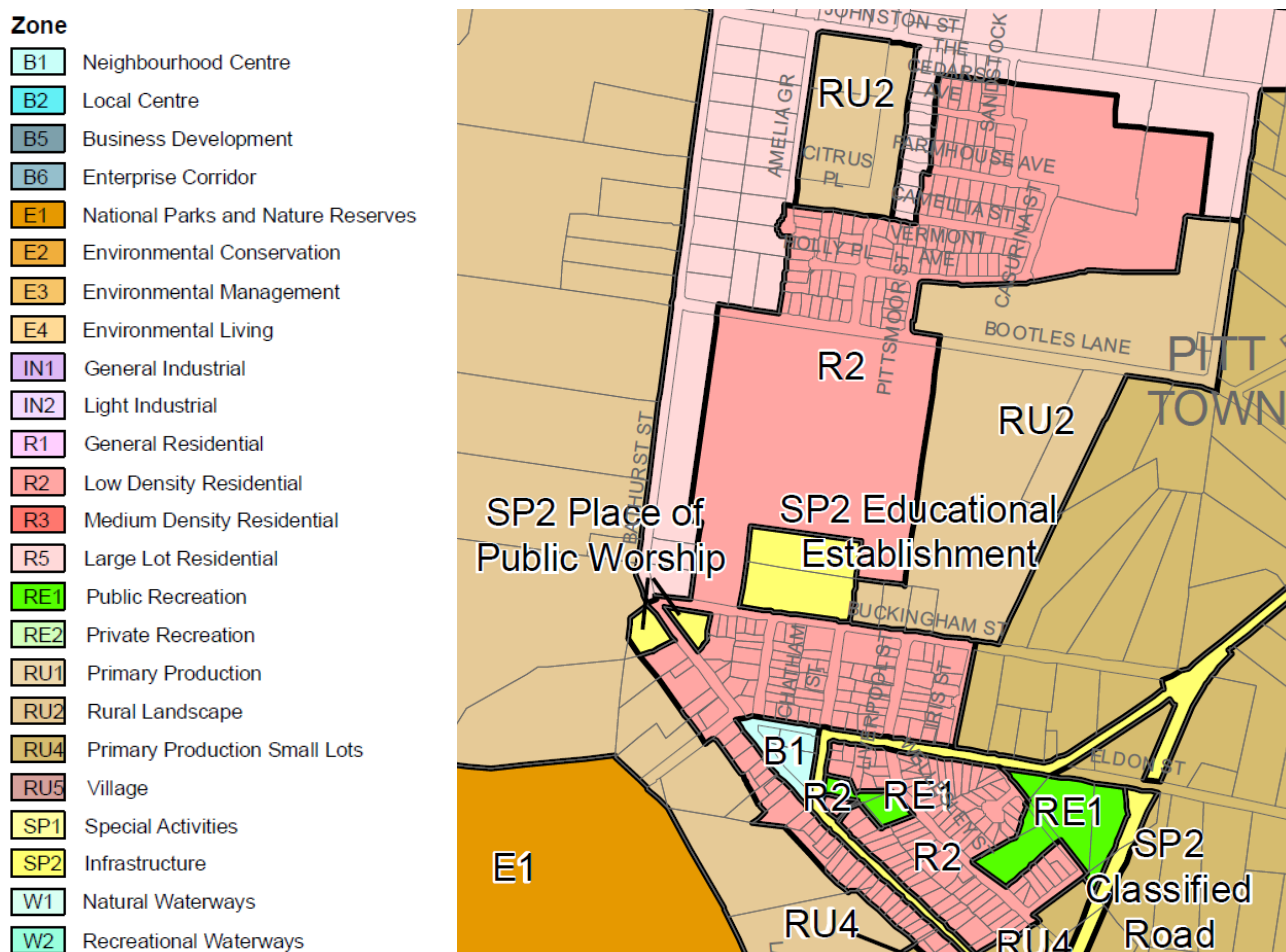 Zone
B1 Neighbourhood Centre
B2 Local Centre
B5 Business Development
B6 Enterprise Corridor
E1 National Parks and Nature Reserves
E2 Environmental Conservation
E3 Environmental Management
E4 Environmental Living
IN1 General Industrial
IN2 Light Industrial
R1 General Residential
R2 Low Density Residential
R3 Medium Density Residential
R5 Large Lot Residential
RE1 Public Recreation
RE2 Private Recreation
RU1 Primary Production
RU2 Rural Landscape
RU4 Primary Production Small Lots
RU5 Village
SP1 Special Activities
SP2 Infrastructure
W1 Natural Waterways
W2 Recreational Waterways
JOHNSTON ST
THE
CEDARS
AVE
SANDSTOCK
RU2
AMELIA GR
CITRUS
PL
FARMHOUSE AVE
CAMELLIA ST
VERMONT
AVE
HOLLY PL
CASURINA ST
PITTSMOOR ST
BOOTLES LANE
PITT
TOWN
R2
RU2
BATHURST ST
SP2 Place of
Public Worship
SP2 Educational
Establishment
BUCKINGHAM ST
CHATHAM
ST
LIVERPOOL ST
IRIS ST
B1
ELDON ST
R2
RE1
RE1
R2
SP2
Classified
Road
E1
RU4
RU4